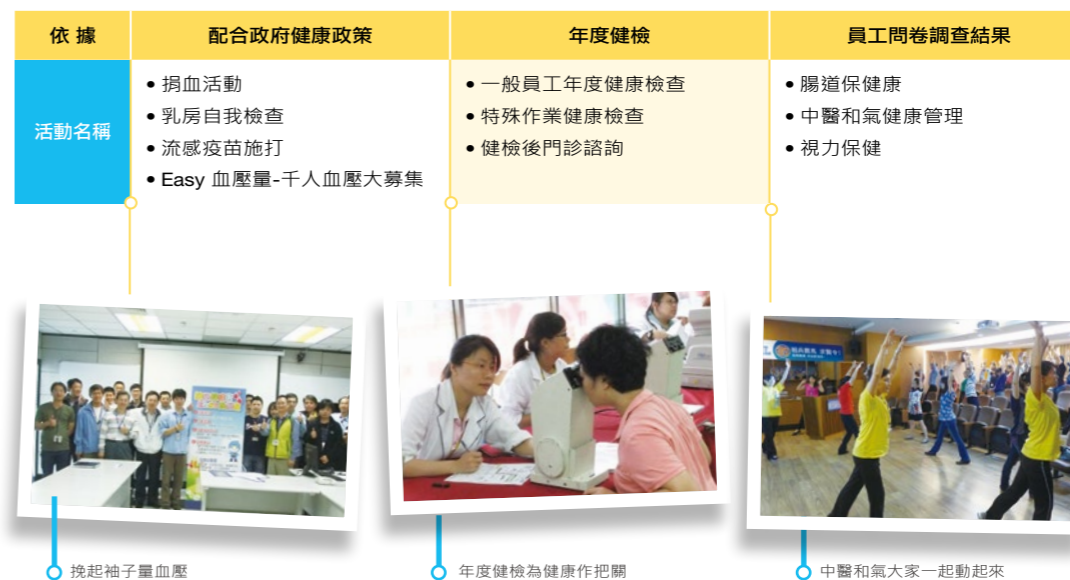 依據
配合政府健康政策
年度健檢
員工問卷調查結果
活動名稱
• 捐血活動
• 乳房自我檢查
• 流感疫苗施打
• Easy 血壓量-千人血壓大募集
• 一般員工年度健康檢查
• 特殊作業健康檢查
• 健檢後門診諮詢
• 腸道保健康
• 中醫和氣健康管理
• 視力保健
挽起袖子量血壓
年度健檢為健康作把關
中醫和氣大家一起動起來